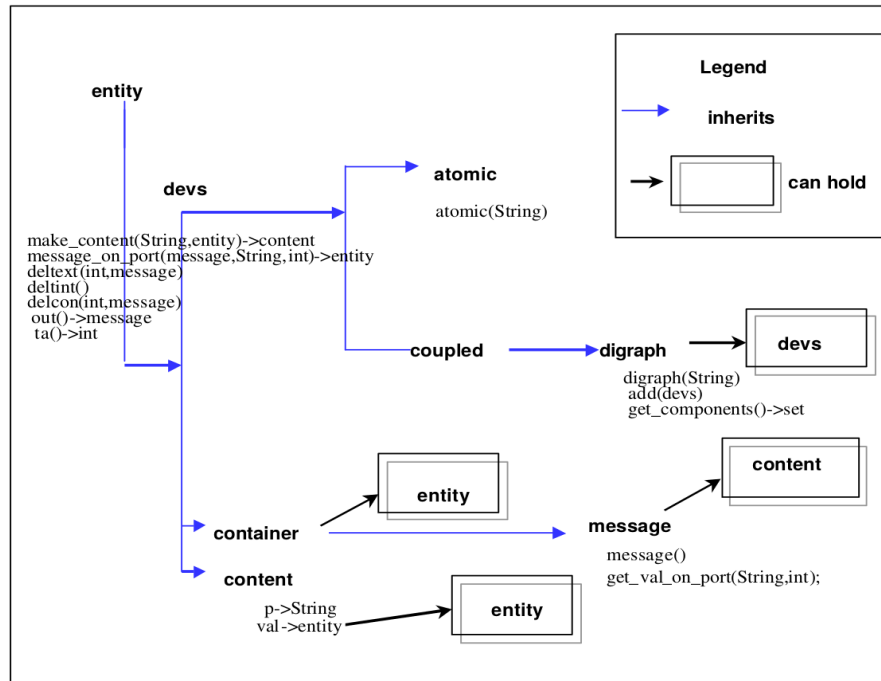 Legend
entity
inherits
atomic
devs
can hold
atomic(String)
make_content(String,entity)->content
message_on_port(message,String,int)->entity
deltext(int,message)
deltint()
delcon(int,message)
out()->message
ta()->int
coupled
digraph
devs
digraph(String)
add(devs)
get_components()->set
content
entity
container
message
message()
content
get_val_on_port(String,int);
p->String
val->entity
entity